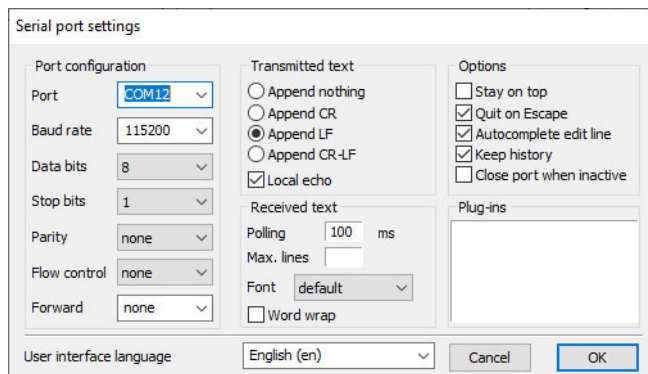 Serial port settings
Port configuration
Port COM12
Baud rate 115200
Data bits 8
Stop bits 1
Parity none
Flow control none
Forward none
Transmitted text
Append nothing
Append CR
Append LF
Append CR-LF
Local echo
Received text
Polling 100 ms
Max. lines
Font default
Word wrap
Options
Stay on top
Quit on Escape
Autocomplete edit line
Keep history
Close port when inactive
Plug-ins
User interface language English (en) Cancel OK